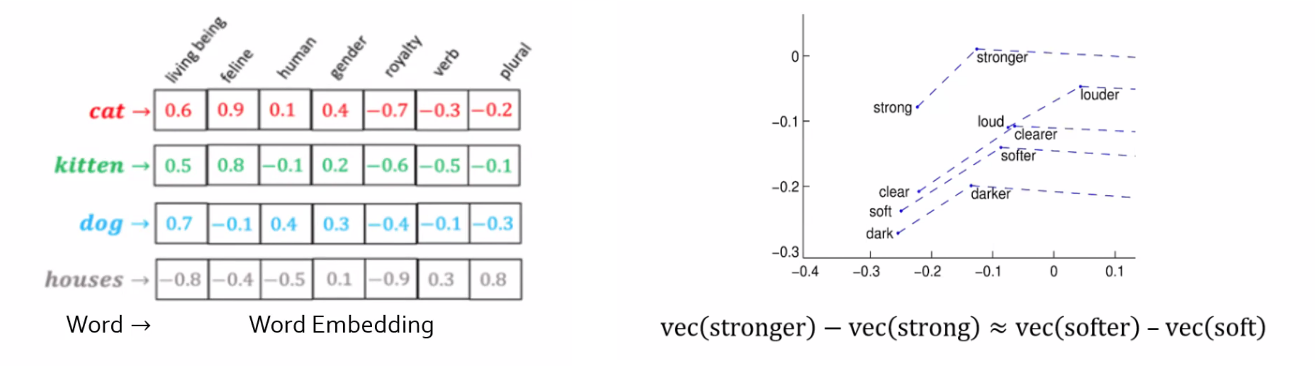 living being feline human gender royalty verb plural
cat → 0.6 0.9 0.1 0.4 −0.7 −0.3 −0.2
kitten → 0.5 0.8 −0.1 0.2 −0.6 −0.5 −0.1
dog → 0.7 −0.1 0.4 0.3 −0.4 −0.1 −0.3
houses → −0.8 −0.4 −0.5 0.1 −0.9 0.3 0.8
Word → Word Embedding
0
stronger
louder
strong
−0.1
loud
clearer
softer
−0.2
clear
darker
soft
dark
−0.3
−0.4 −0.3 −0.2 −0.1 0 0.1
vec(stronger) − vec(strong) ≈ vec(softer) – vec(soft)